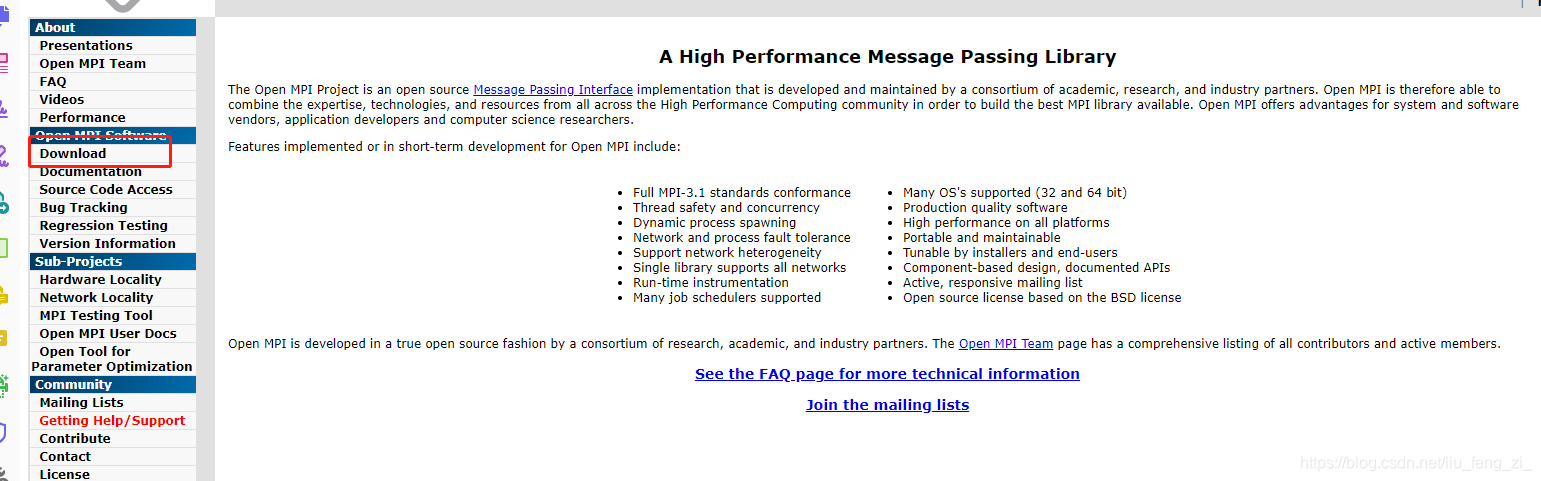 About
Presentations
Open MPI Team
FAQ
Videos
Performance
Open MPI Software
Download
Documentation
Source Code Access
Bug Tracking
Regression Testing
Version Information
Sub-Projects
Hardware Locality
Network Locality
MPI Testing Tool
Open MPI User Docs
Open Tool for
Parameter Optimization
Community
Mailing Lists
Getting Help/Support
Contribute
Contact
License
A High Performance Message Passing Library
The Open MPI Project is an open source Message Passing Interface implementation that is developed and maintained by a consortium of academic, research, and industry partners. Open MPI is therefore able to
combine the expertise, technologies, and resources from all across the High Performance Computing community in order to build the best MPI library available. Open MPI offers advantages for system and software
vendors, application developers and computer science researchers.
Features implemented or in short-term development for Open MPI include:
• Full MPI-3.1 standards conformance
• Thread safety and concurrency
• Dynamic process spawning
• Network and process fault tolerance
• Support network heterogeneity
• Single library supports all networks
• Run-time instrumentation
• Many job schedulers supported
• Many OS's supported (32 and 64 bit)
• Production quality software
• High performance on all platforms
• Portable and maintainable
• Tunable by installers and end-users
• Component-based design, documented APIs
• Active, responsive mailing list
• Open source license based on the BSD license
Open MPI is developed in a true open source fashion by a consortium of research, academic, and industry partners. The Open MPI Team page has a comprehensive listing of all contributors and active members.
See the FAQ page for more technical information
Join the mailing lists
https://blog.csdn.net/liu_feng_zi_